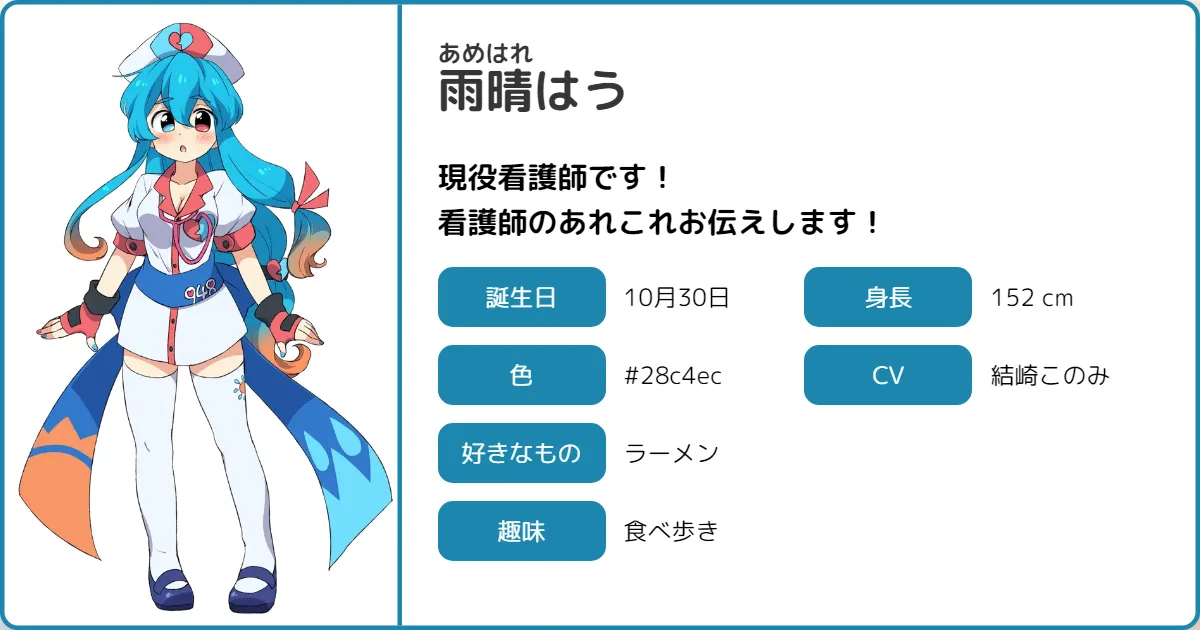 あめはれ
雨晴はう
現役看護師です！
看護師のあれこれお伝えします！
誕生日 10月30日 身長 152 cm
色 #28c4ec CV 結崎このみ
好きなもの ラーメン
趣味 食べ歩き
948